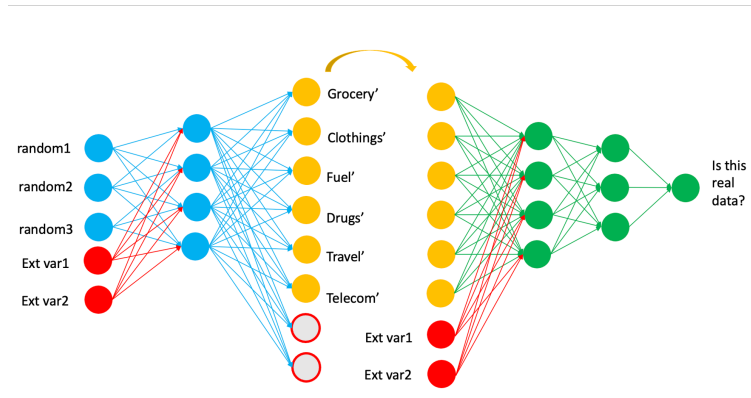 random1
random2
random3
Ext var1
Ext var2
Grocery’
Clothings’
Fuel’
Drugs’
Travel’
Telecom’
Ext var1
Ext var2
Is this
real
data?